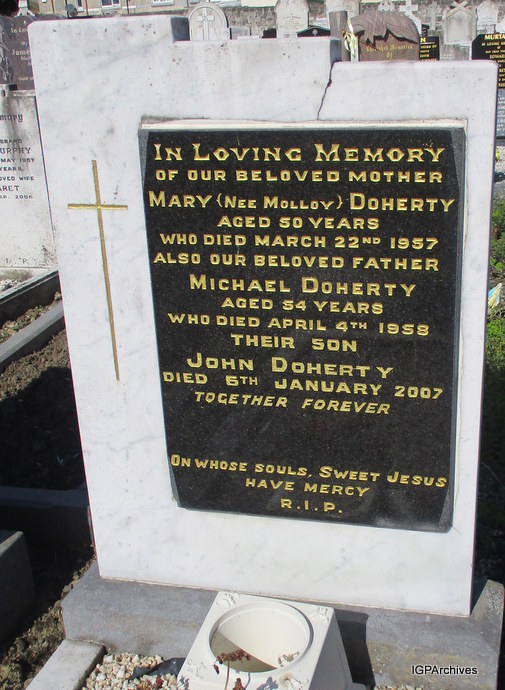 IN LOVING MEMORY
OF OUR BELOVED MOTHER
MARY (NEE MOLLOY) DOHERTY
AGED 50 YEARS
WHO DIED MARCH 22ND 1957
ALSO OUR BELOVED FATHER
MICHAEL DOHERTY
AGED 54 YEARS
WHO DIED APRIL 4TH 1958
THEIR SON
JOHN DOHERTY
DIED 6TH JANUARY 2007
TOGETHER FOREVER
ON WHOSE SOULS, SWEET JESUS
HAVE MERCY
R.I.P.
IGPArchives